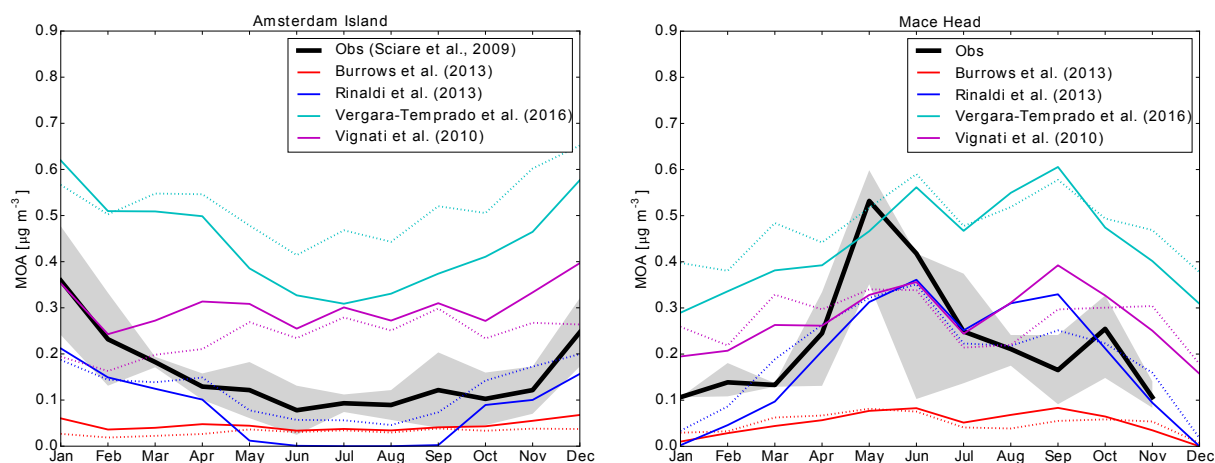 Amsterdam Island
0.9
0.8
0.7
0.6
0.5
0.4
0.3
0.2
0.1
0.0
MOA [µg m⁻³]
Obs (Sciare et al., 2009)
Burrows et al. (2013)
Rinaldi et al. (2013)
Vergara-Temprado et al. (2016)
Vignati et al. (2010)
Jan Feb Mar Apr May Jun Jul Aug Sep Oct Nov Dec
Mace Head
0.9
0.8
0.7
0.6
0.5
0.4
0.3
0.2
0.1
0.0
MOA [µg m⁻³]
Obs
Burrows et al. (2013)
Rinaldi et al. (2013)
Vergara-Temprado et al. (2016)
Vignati et al. (2010)
Jan Feb Mar Apr May Jun Jul Aug Sep Oct Nov Dec